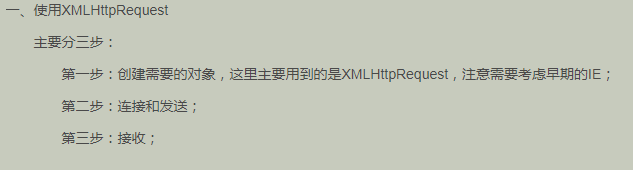 一、使用XMLHttpRequest
主要分三步：
第一步：创建需要的对象，这里主要用到的是XMLHttpRequest，注意需要考虑早期的IE；
第二步：连接和发送；
第三步：接收；